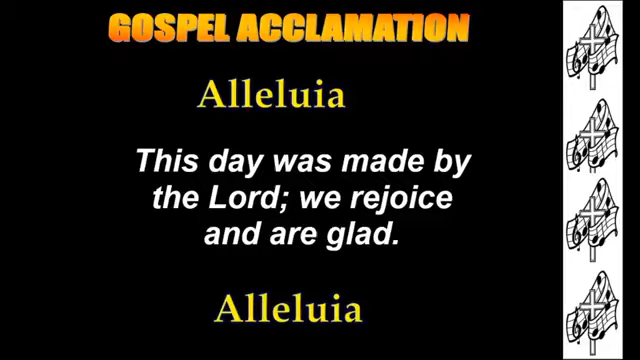 GOSPEL ACCLAMATION
Alleluia
This day was made by
the Lord; we rejoice
and are glad.
Alleluia